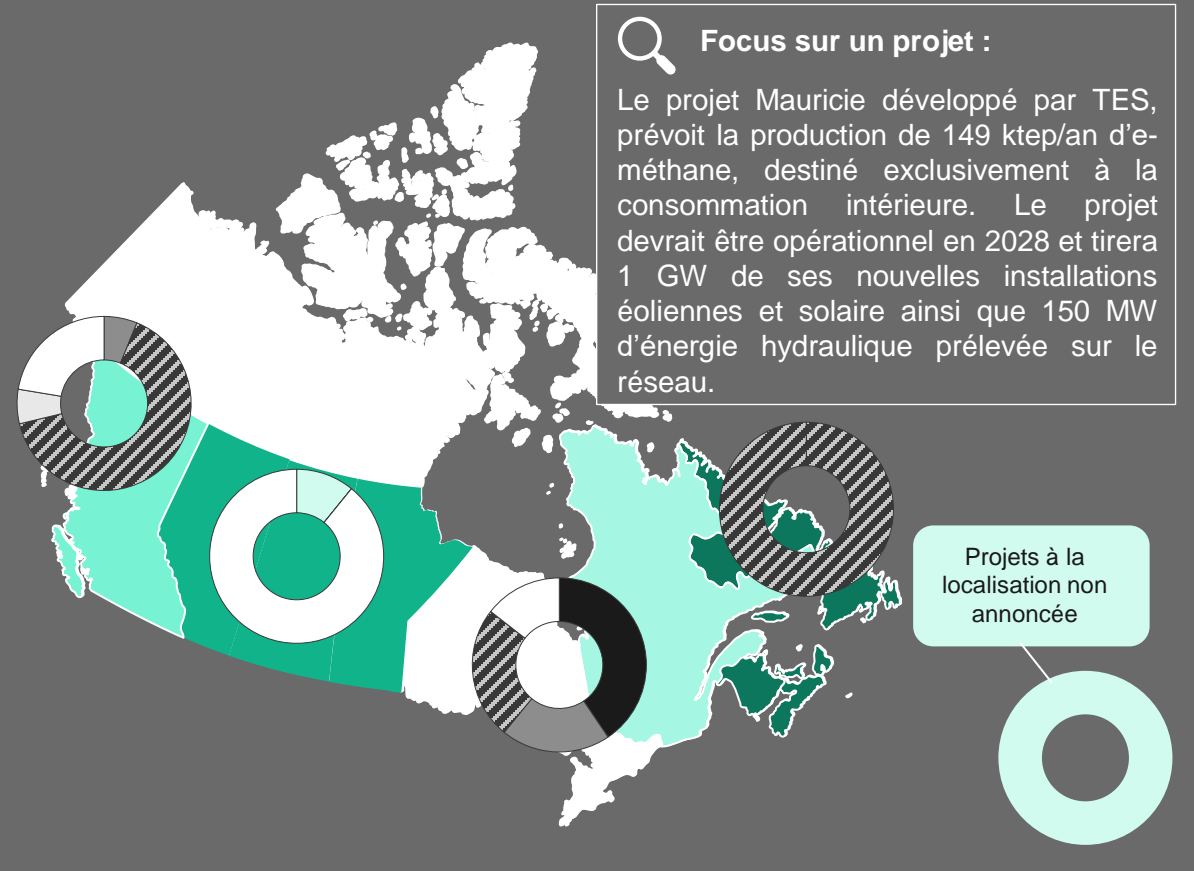 Focus sur un projet :
Le projet Mauricie développé par TES,
prévoit la production de 149 ktep/an d'e-
méthane, destiné exclusivement à la
consommation intérieure. Le projet
devrait être opérationnel en 2028 et tirera
1 GW de ses nouvelles installations
éoliennes et solaire ainsi que 150 MW
d'énergie hydraulique prélevée sur le
réseau.
Projets à la
localisation non
annoncée